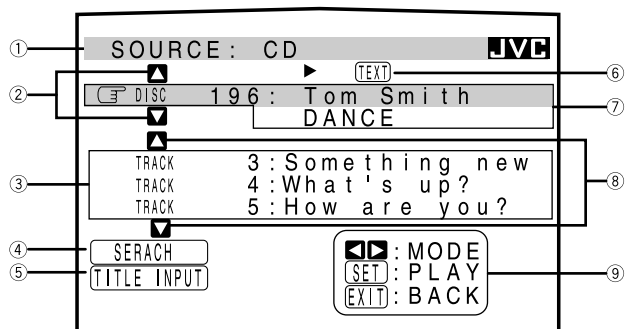 ① SOURCE: CD JVC
② TEXT ⑥
DISC 196: Tom Smith ⑦
DANCE
TRACK 3:Something new
③ TRACK 4:What's up? ⑧
TRACK 5:How are you?
④ SERACH : MODE
⑤ TITLE INPUT SET: PLAY ⑨
EXIT: BACK